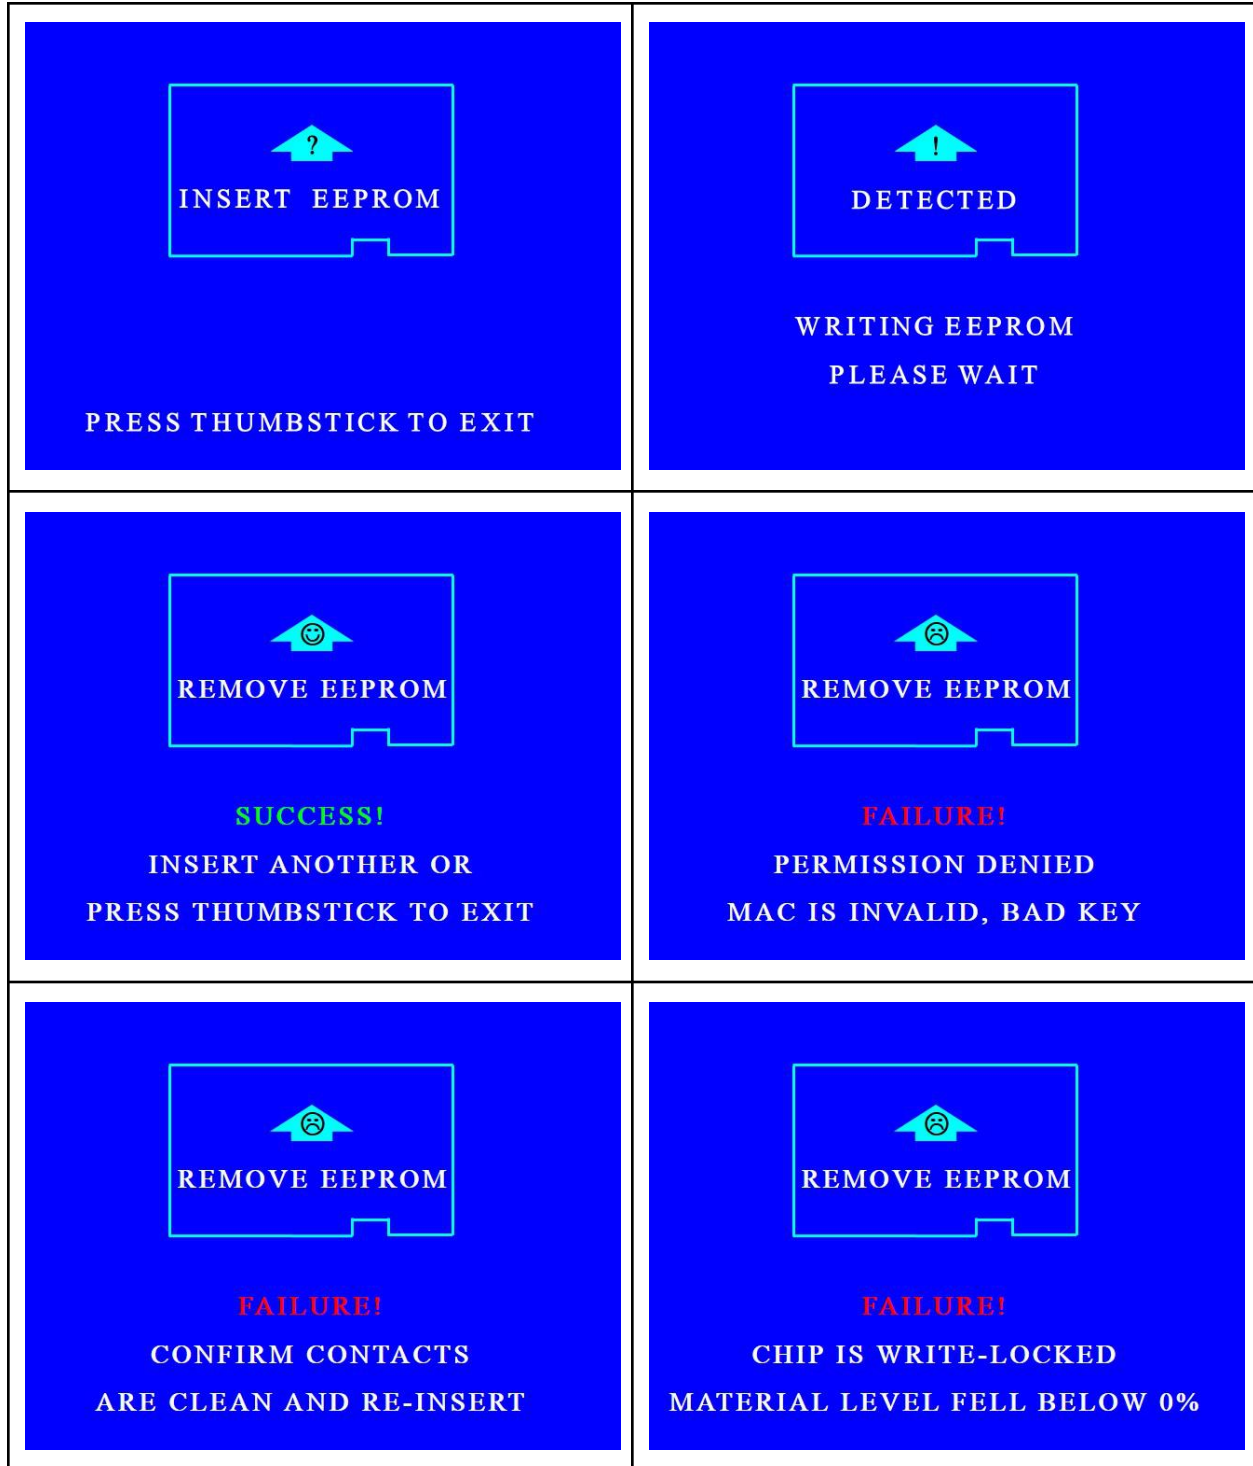 ?
INSERT EEPROM
PRESS THUMBSTICK TO EXIT
!
DETECTED
WRITING EEPROM
PLEASE WAIT
REMOVE EEPROM
SUCCESS!
INSERT ANOTHER OR
PRESS THUMBSTICK TO EXIT
REMOVE EEPROM
FAILURE!
PERMISSION DENIED
MAC IS INVALID, BAD KEY
REMOVE EEPROM
FAILURE!
CONFIRM CONTACTS
ARE CLEAN AND RE-INSERT
REMOVE EEPROM
FAILURE!
CHIP IS WRITE-LOCKED
MATERIAL LEVEL FELL BELOW 0%